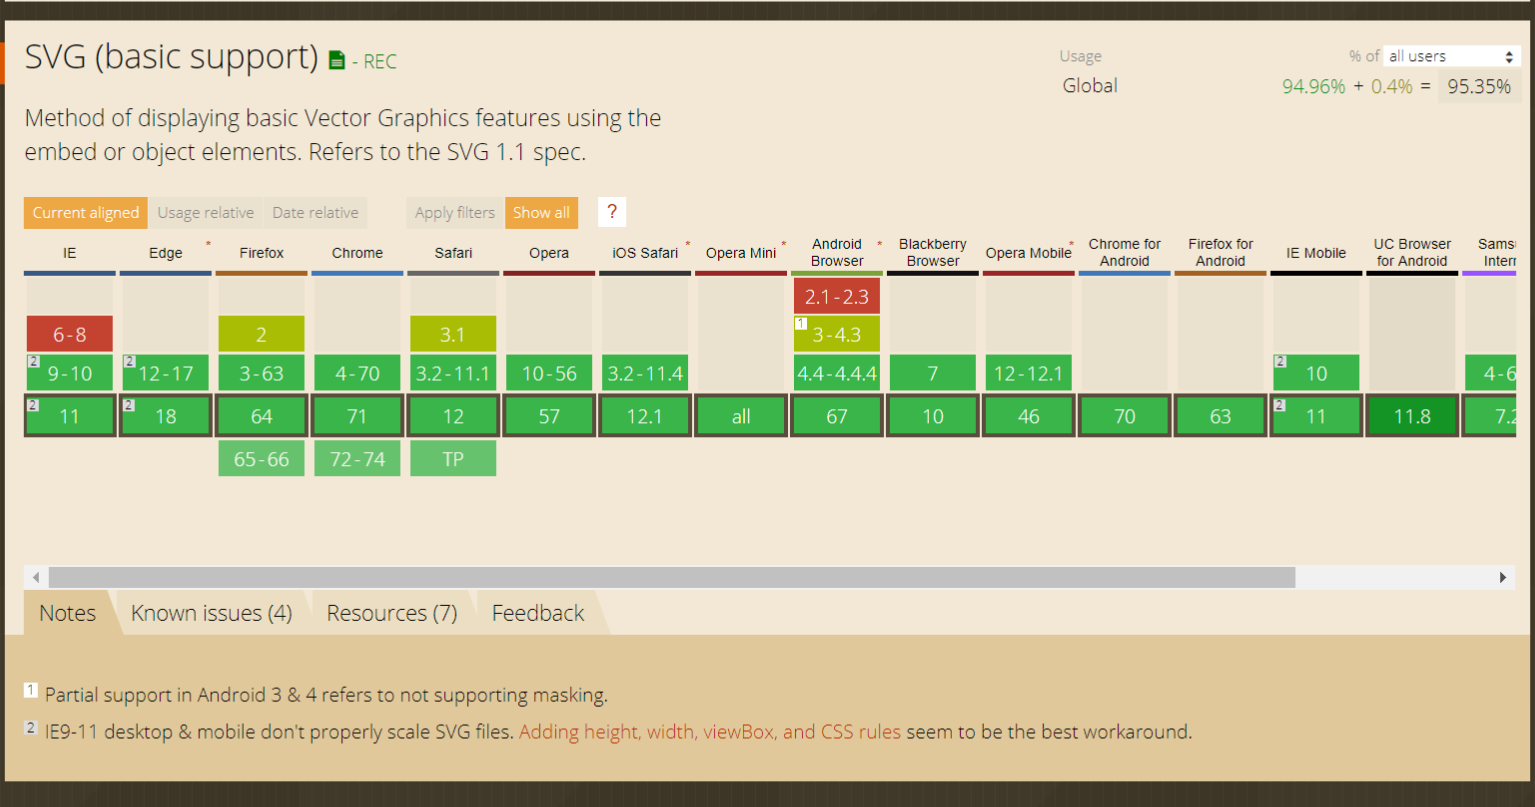 SVG (basic support) - REC
Usage % of all users
Global 94.96% + 0.4% = 95.35%
Method of displaying basic Vector Graphics features using the
embed or object elements. Refers to the SVG 1.1 spec.
Current aligned Usage relative Date relative Apply filters Show all ?
IE Edge * Firefox Chrome Safari Opera iOS Safari * Opera Mini * Android Browser * Blackberry Browser Opera Mobile * Chrome for Android Firefox for Android IE Mobile UC Browser for Android Sams Intern
2.1-2.3
6-8 2 3.1 1 3-4.3
2 9-10 2 12-17 3-63 4-70 3.2-11.1 10-56 3.2-11.4 4.4-4.4.4 7 12-12.1 2 10 4-6
2 11 2 18 64 71 12 57 12.1 all 67 10 46 70 63 2 11 11.8 7.2
65-66 72-74 TP
Notes Known issues (4) Resources (7) Feedback
1 Partial support in Android 3 & 4 refers to not supporting masking.
2 IE9-11 desktop & mobile don't properly scale SVG files. Adding height, width, viewBox, and CSS rules seem to be the best workaround.